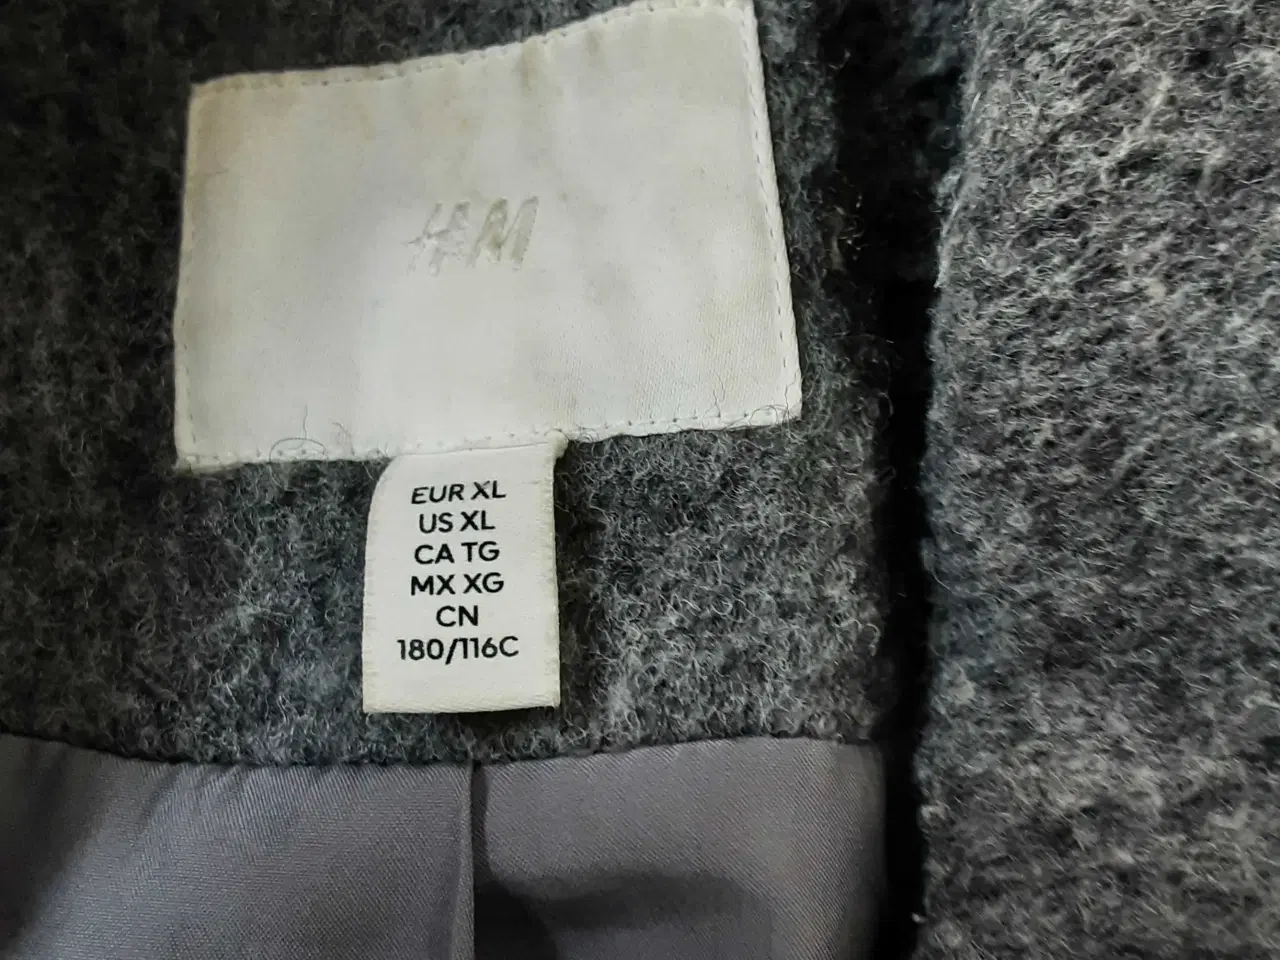 H&M
EUR XL
US XL
CA TG
MX XG
CN
180/116C